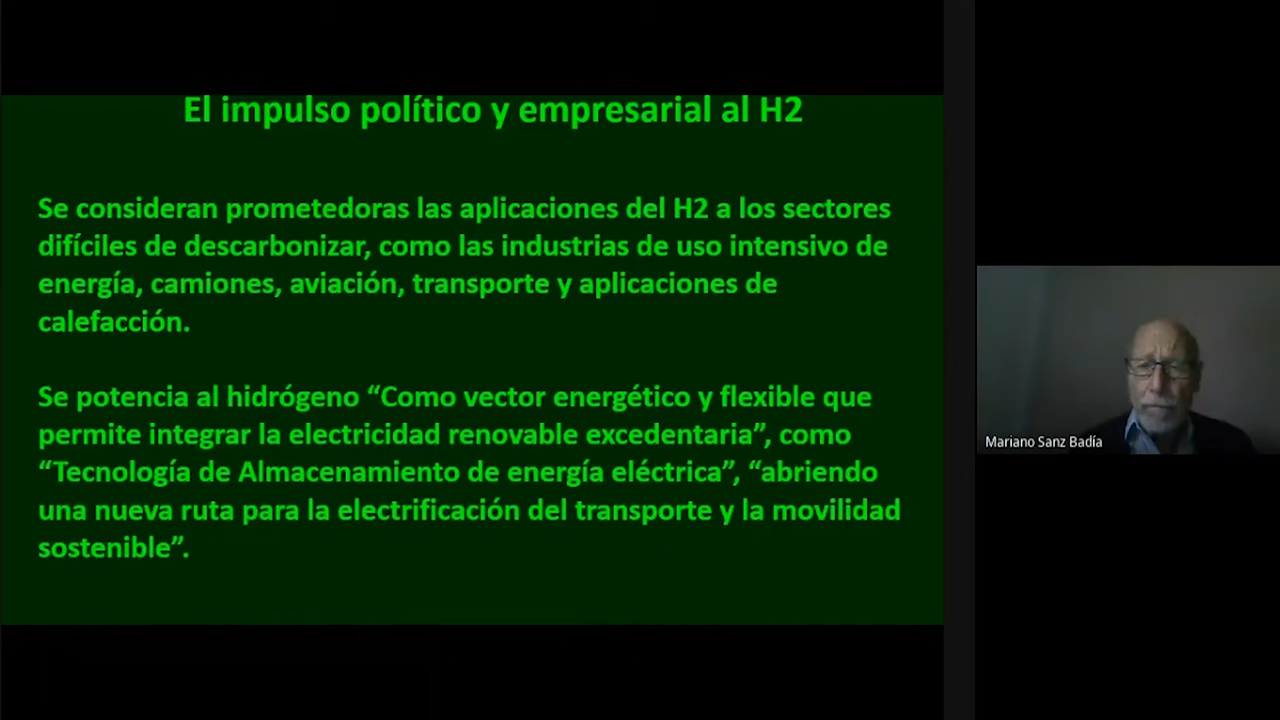 El impulso político y empresarial al H2
Se consideran prometedoras las aplicaciones del H2 a los sectores
difíciles de descarbonizar, como las industrias de uso intensivo de
energía, camiones, aviación, transporte y aplicaciones de
calefacción.
Se potencia al hidrógeno “Como vector energético y flexible que
permite integrar la electricidad renovable excedentaria”, como
“Tecnología de Almacenamiento de energía eléctrica”, “abriendo
una nueva ruta para la electrificación del transporte y la movilidad
sostenible”.
Mariano Sanz Badía